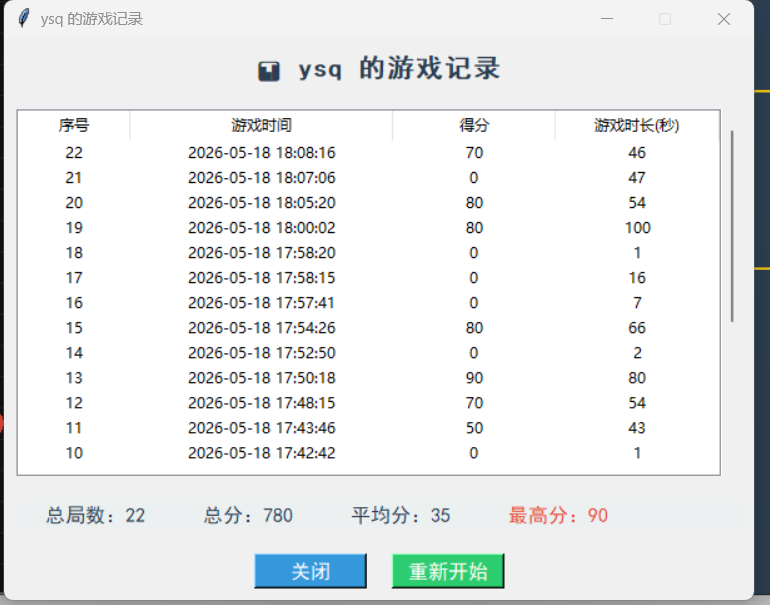 ysq 的游戏记录
ysq 的游戏记录
序号 游戏时间 得分 游戏时长(秒)
22 2026-05-18 18:08:16 70 46
21 2026-05-18 18:07:06 0 47
20 2026-05-18 18:05:20 80 54
19 2026-05-18 18:00:02 80 100
18 2026-05-18 17:58:20 0 1
17 2026-05-18 17:58:15 0 16
16 2026-05-18 17:57:41 0 7
15 2026-05-18 17:54:26 80 66
14 2026-05-18 17:52:50 0 2
13 2026-05-18 17:50:18 90 80
12 2026-05-18 17:48:15 70 54
11 2026-05-18 17:43:46 50 43
10 2026-05-18 17:42:42 0 1
总局数：22 总分：780 平均分：35 最高分：90
关闭 重新开始